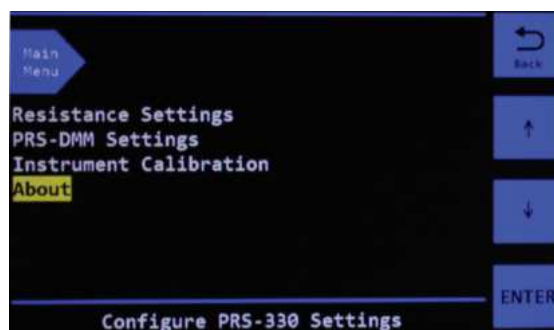 Main
Menu
Back
Resistance Settings
PRS-DMM Settings
Instrument Calibration
About
ENTER
Configure PRS-330 Settings